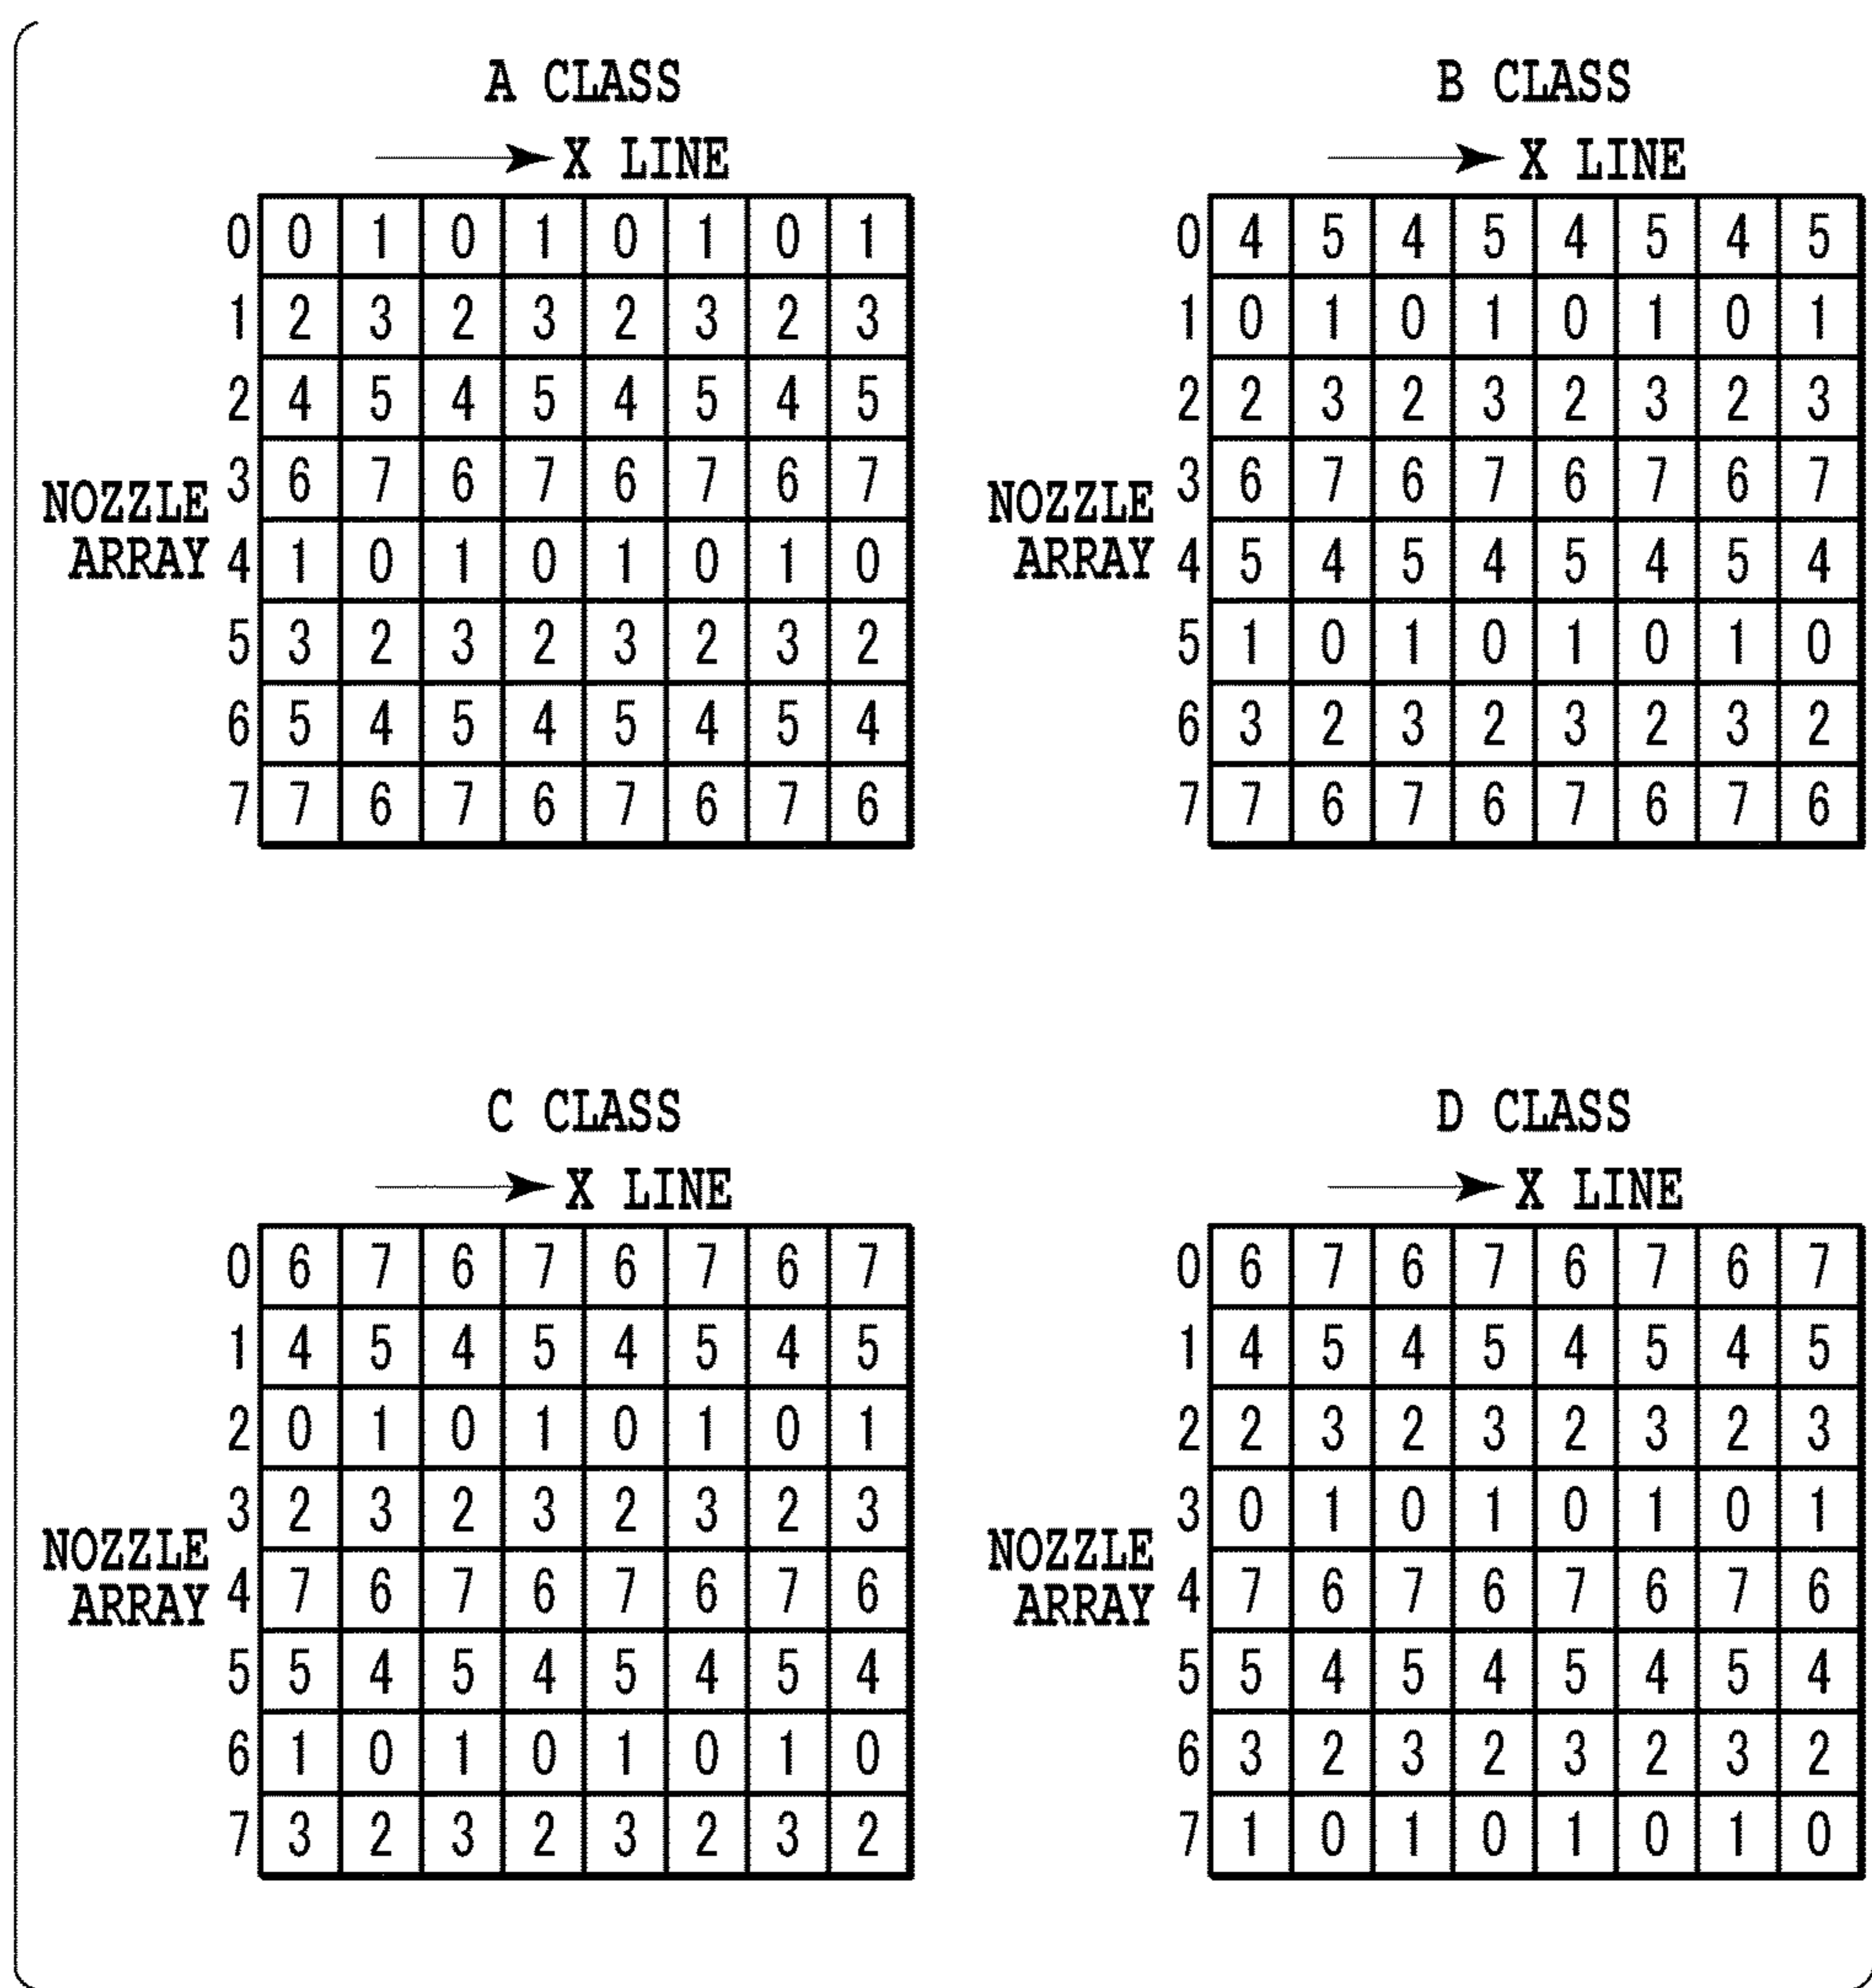 A CLASS
X LINE
0 0 1 0 1 0 1 0 1
1 2 3 2 3 2 3 2 3
2 4 5 4 5 4 5 4 5
NOZZLE ARRAY
3 6 7 6 7 6 7 6 7
4 1 0 1 0 1 0 1 0
5 3 2 3 2 3 2 3 2
6 5 4 5 4 5 4 5 4
7 7 6 7 6 7 6 7 6
B CLASS
X LINE
0 4 5 4 5 4 5 4 5
1 0 1 0 1 0 1 0 1
2 2 3 2 3 2 3 2 3
NOZZLE ARRAY
3 6 7 6 7 6 7 6 7
4 5 4 5 4 5 4 5 4
5 1 0 1 0 1 0 1 0
6 3 2 3 2 3 2 3 2
7 7 6 7 6 7 6 7 6
C CLASS
X LINE
0 6 7 6 7 6 7 6 7
1 4 5 4 5 4 5 4 5
2 0 1 0 1 0 1 0 1
3 2 3 2 3 2 3 2 3
NOZZLE ARRAY
4 7 6 7 6 7 6 7 6
5 5 4 5 4 5 4 5 4
6 1 0 1 0 1 0 1 0
7 3 2 3 2 3 2 3 2
D CLASS
X LINE
0 6 7 6 7 6 7 6 7
1 4 5 4 5 4 5 4 5
2 2 3 2 3 2 3 2 3
3 0 1 0 1 0 1 0 1
NOZZLE ARRAY
4 7 6 7 6 7 6 7 6
5 5 4 5 4 5 4 5 4
6 3 2 3 2 3 2 3 2
7 1 0 1 0 1 0 1 0